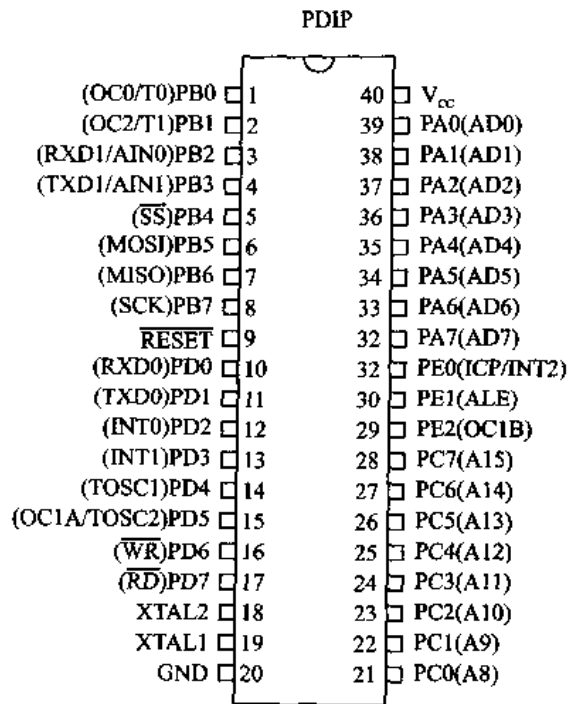 PDIP
(OC0/T0)PB0 1 40 Vcc
(OC2/T1)PB1 2 39 PA0(AD0)
(RXD1/AIN0)PB2 3 38 PA1(AD1)
(TXD1/AIN1)PB3 4 37 PA2(AD2)
(S̅S̅)PB4 5 36 PA3(AD3)
(MOSI)PB5 6 35 PA4(AD4)
(MISO)PB6 7 34 PA5(AD5)
(SCK)PB7 8 33 PA6(AD6)
R̅E̅S̅E̅T̅ 9 32 PA7(AD7)
(RXD0)PD0 10 32 PE0(ICP/INT2)
(TXD0)PD1 11 30 PE1(ALE)
(INT0)PD2 12 29 PE2(OC1B)
(INT1)PD3 13 28 PC7(A15)
(TOSC1)PD4 14 27 PC6(A14)
(OC1A/TOSC2)PD5 15 26 PC5(A13)
(W̅R̅)PD6 16 25 PC4(A12)
(R̅D̅)PD7 17 24 PC3(A11)
XTAL2 18 23 PC2(A10)
XTAL1 19 22 PC1(A9)
GND 20 21 PC0(A8)